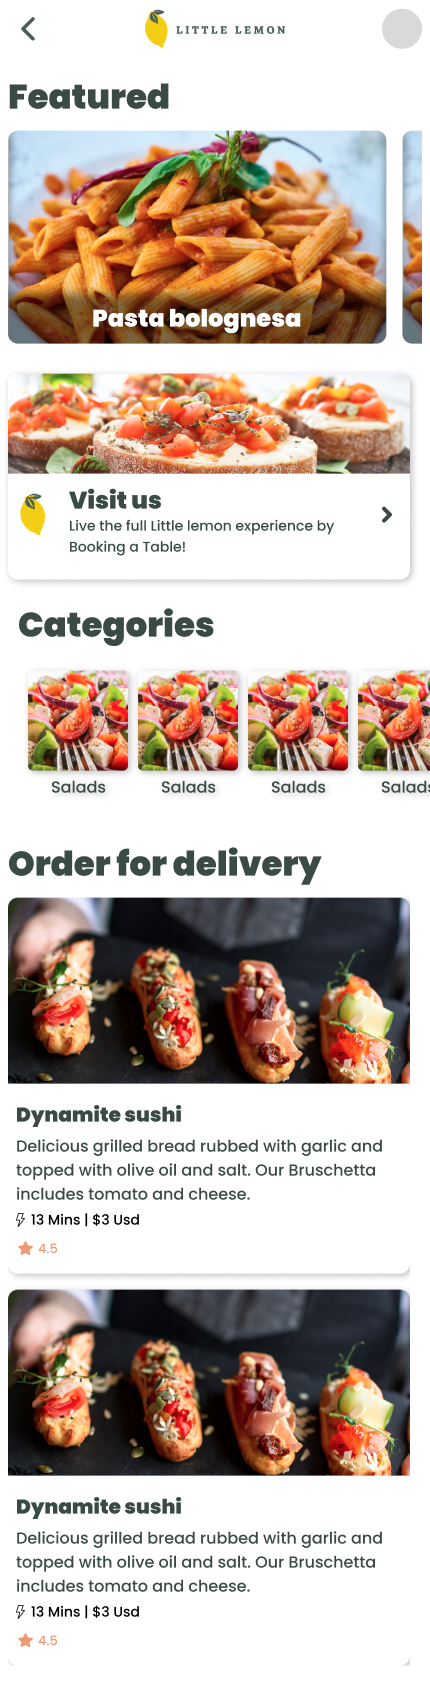 LITTLE LEMON
Featured
Pasta bolognesa
Visit us
Live the full Little lemon experience by
Booking a Table!
Categories
Salads Salads Salads Salads
Order for delivery
Dynamite sushi
Delicious grilled bread rubbed with garlic and
topped with olive oil and salt. Our Bruschetta
includes tomato and cheese.
13 Mins | $3 Usd
4.5
Dynamite sushi
Delicious grilled bread rubbed with garlic and
topped with olive oil and salt. Our Bruschetta
includes tomato and cheese.
13 Mins | $3 Usd
4.5